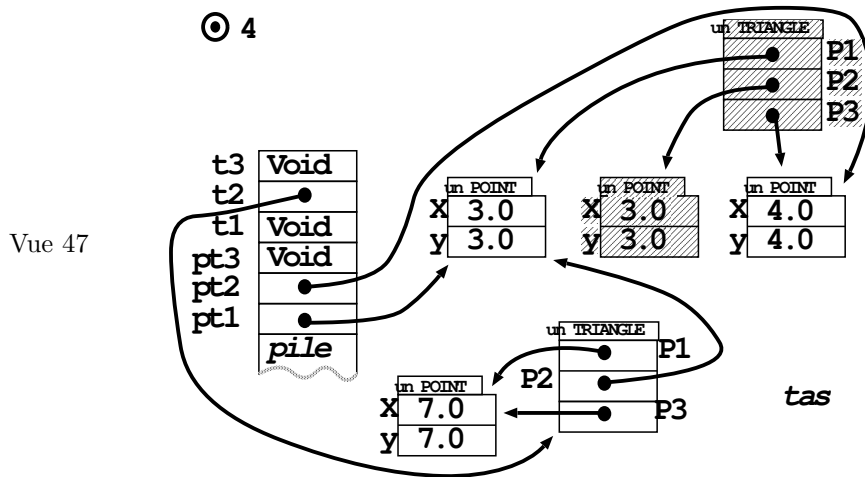 ⊙ 4
un TRIANGLE
P1
P2
P3
t3 Void
t2
t1 Void
pt3 Void
pt2
pt1
pile
Vue 47
un POINT
x 3.0
y 3.0
un POINT
x 3.0
y 3.0
un POINT
x 4.0
y 4.0
un TRIANGLE
P1
P2
P3
un POINT
x 7.0
y 7.0
tas